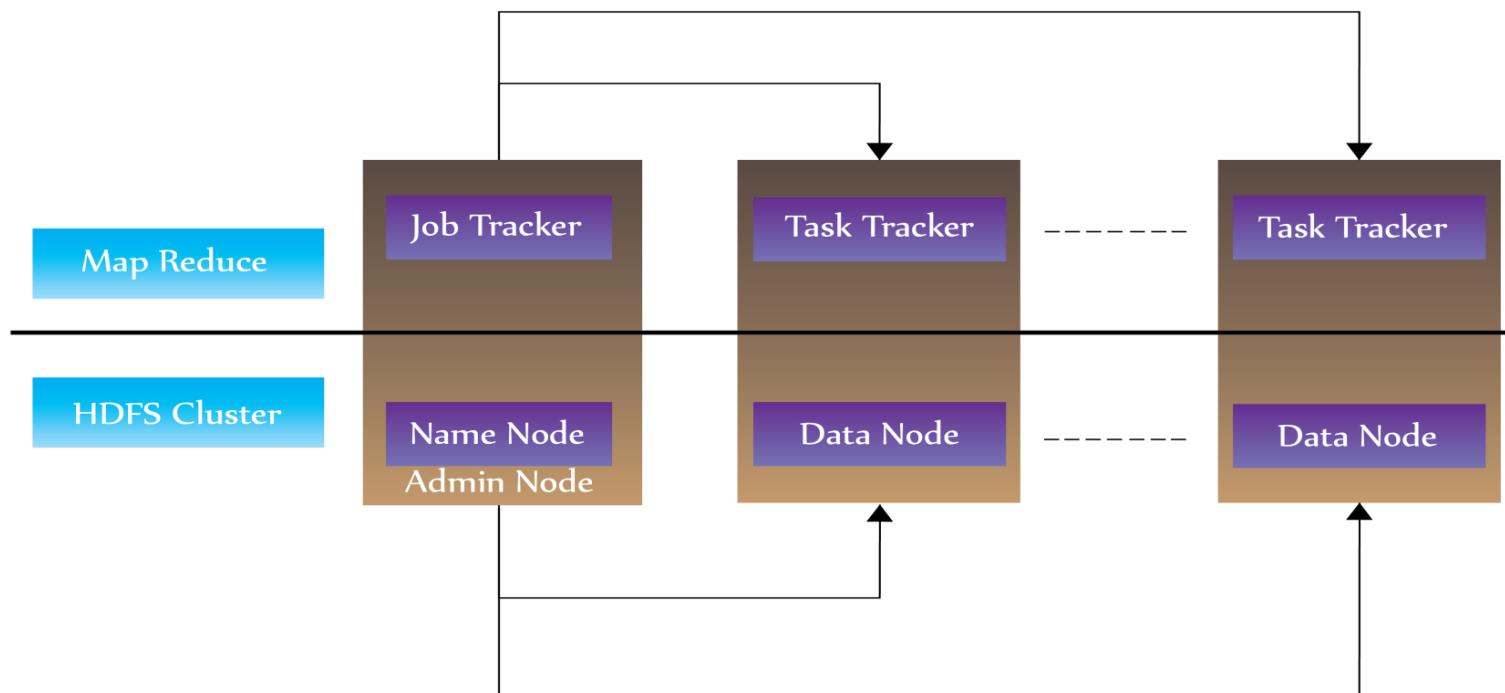 Job Tracker
Task Tracker
Task Tracker
Map Reduce
HDFS Cluster
Name Node
Data Node
Data Node
Admin Node